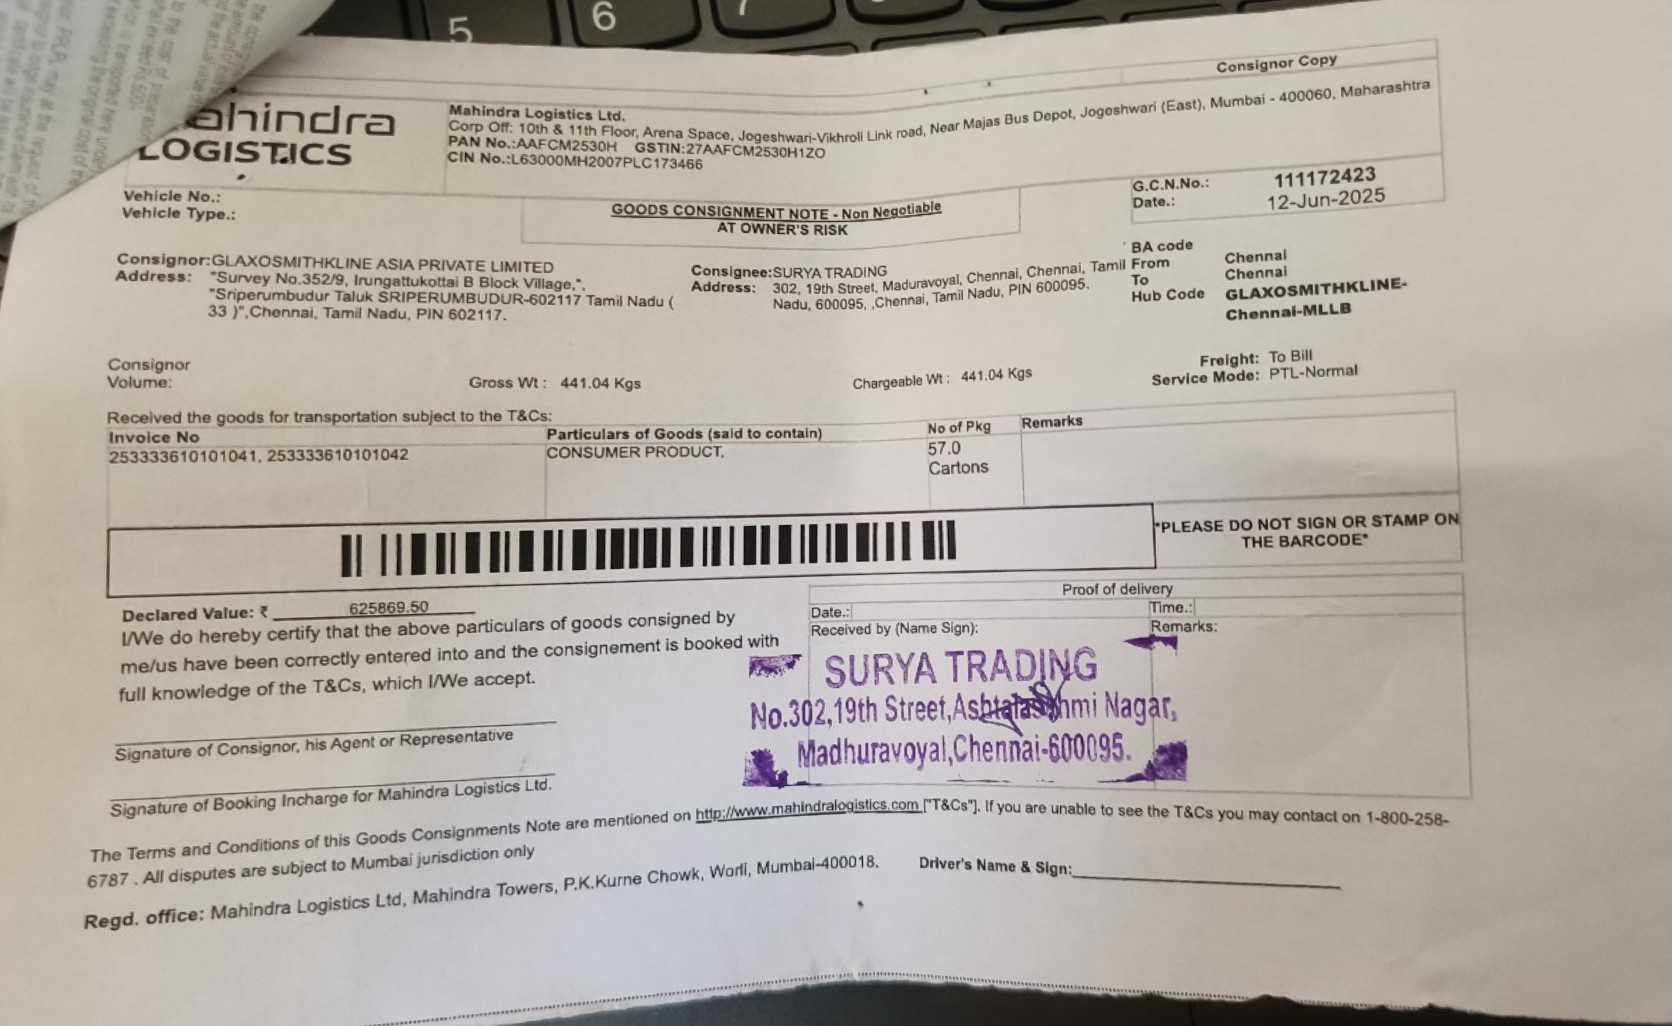 5 6 7
Consignor Copy
ahindra
LOGISTICS
Mahindra Logistics Ltd.
Corp Off: 10th & 11th Floor, Arena Space, Jogeshwari-Vikhroli Link road, Near Majas Bus Depot, Jogeshwari (East), Mumbai - 400060, Maharashtra
PAN No.:AAFCM2530H GSTIN:27AAFCM2530H1ZO
CIN No.:L63000MH2007PLC173466
Vehicle No.:
Vehicle Type.:
GOODS CONSIGNMENT NOTE - Non Negotiable
AT OWNER'S RISK
G.C.N.No.: 111172423
Date.: 12-Jun-2025
Consignor:GLAXOSMITHKLINE ASIA PRIVATE LIMITED
Address: "Survey No.352/9, Irungattukottai B Block Village,",
"Sriperumbudur Taluk SRIPERUMBUDUR-602117 Tamil Nadu (
33 )",Chennai, Tamil Nadu, PIN 602117.
Consignee:SURYA TRADING
Address: 302, 19th Street, Maduravoyal, Chennai, Chennai, Tamil
Nadu, 600095, ,Chennai, Tamil Nadu, PIN 600095.
BA code
From Chennai
To Chennai
Hub Code GLAXOSMITHKLINE-
Chennai-MLLB
Consignor
Volume:
Gross Wt : 441.04 Kgs
Chargeable Wt : 441.04 Kgs
Freight: To Bill
Service Mode: PTL-Normal
Received the goods for transportation subject to the T&Cs:
Invoice No Particulars of Goods (said to contain) No of Pkg Remarks
253333610101041, 253333610101042 CONSUMER PRODUCT, 57.0
Cartons
*PLEASE DO NOT SIGN OR STAMP ON
THE BARCODE*
Declared Value: ₹ 625869.50
I/We do hereby certify that the above particulars of goods consigned by
me/us have been correctly entered into and the consignement is booked with
full knowledge of the T&Cs, which I/We accept.
Proof of delivery
Date.: Time.:
Received by (Name Sign): Remarks:
SURYA TRADING
No.302,19th Street,Ashtalakshmi Nagar,
Madhuravoyal,Chennai-600095.
Signature of Consignor, his Agent or Representative
Signature of Booking Incharge for Mahindra Logistics Ltd.
The Terms and Conditions of this Goods Consignments Note are mentioned on http://www.mahindralogistics.com ["T&Cs"]. If you are unable to see the T&Cs you may contact on 1-800-258-
6787 . All disputes are subject to Mumbai jurisdiction only
Regd. office: Mahindra Logistics Ltd, Mahindra Towers, P.K.Kurne Chowk, Worli, Mumbai-400018.
Driver's Name & Sign: